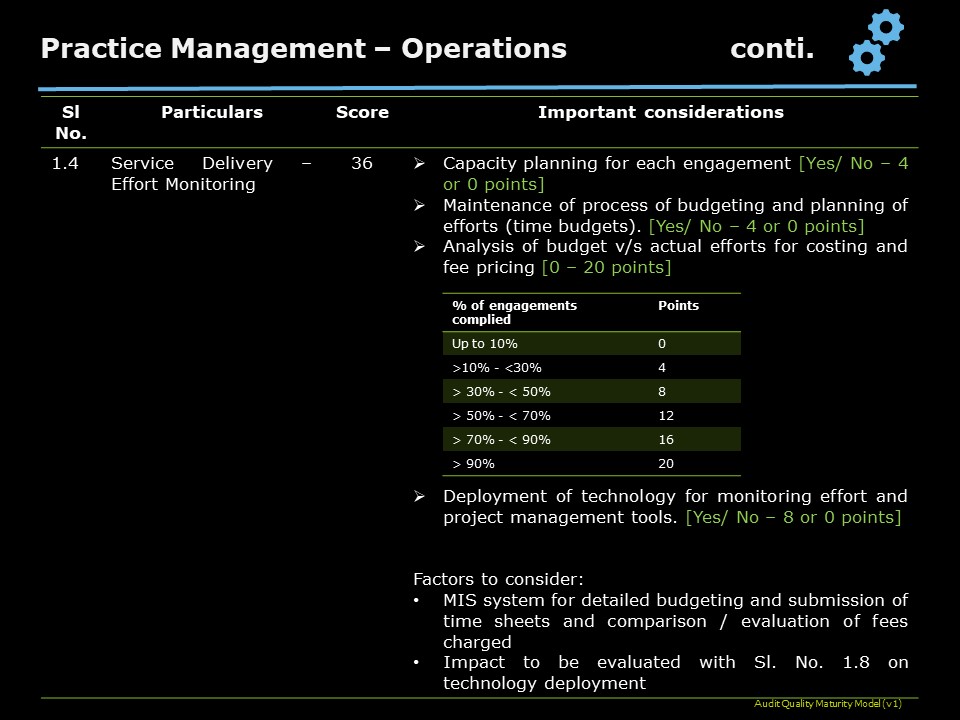 Practice Management – Operations conti.
Sl No. Particulars Score Important considerations
1.4 Service Delivery – Effort Monitoring 36
➢ Capacity planning for each engagement [Yes/ No – 4
or 0 points]
➢ Maintenance of process of budgeting and planning of
efforts (time budgets). [Yes/ No – 4 or 0 points]
➢ Analysis of budget v/s actual efforts for costing and
fee pricing [0 – 20 points]
% of engagements complied Points
Up to 10% 0
>10% - <30% 4
> 30% - < 50% 8
> 50% - < 70% 12
> 70% - < 90% 16
> 90% 20
➢ Deployment of technology for monitoring effort and
project management tools. [Yes/ No – 8 or 0 points]
Factors to consider:
• MIS system for detailed budgeting and submission of
time sheets and comparison / evaluation of fees
charged
• Impact to be evaluated with Sl. No. 1.8 on
technology deployment
Audit Quality Maturity Model (v1)